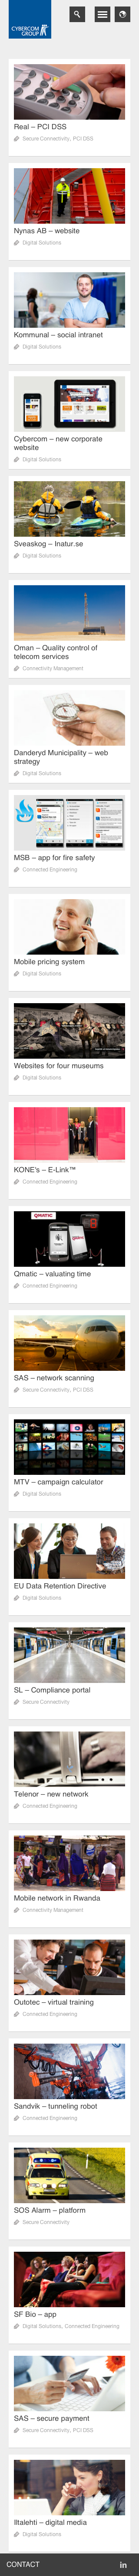 CYBERCOM
GROUP
Real – PCI DSS
Secure Connectivity, PCI DSS
Nynas AB – website
Digital Solutions
Kommunal – social intranet
Digital Solutions
Cybercom – new corporate
website
Digital Solutions
Sveaskog – Inatur.se
Digital Solutions
Oman – Quality control of
telecom services
Connectivity Management
Danderyd Municipality – web
strategy
Digital Solutions
MSB – app for fire safety
Connected Engineering
Mobile pricing system
Digital Solutions
Websites for four museums
Digital Solutions
KONE's – E-Link™
Connected Engineering
QMATIC
Qmatic – valuating time
Connected Engineering
SAS – network scanning
Secure Connectivity, PCI DSS
MTV – campaign calculator
Digital Solutions
EU Data Retention Directive
Digital Solutions
SL – Compliance portal
Secure Connectivity
Telenor – new network
Connected Engineering
Mobile network in Rwanda
Connectivity Management
Outotec – virtual training
Connected Engineering
Sandvik – tunneling robot
Connected Engineering
SOS Alarm – platform
Secure Connectivity
SF Bio – app
Digital Solutions, Connected Engineering
SAS – secure payment
Secure Connectivity, PCI DSS
Iltalehti – digital media
Digital Solutions
CONTACT
in